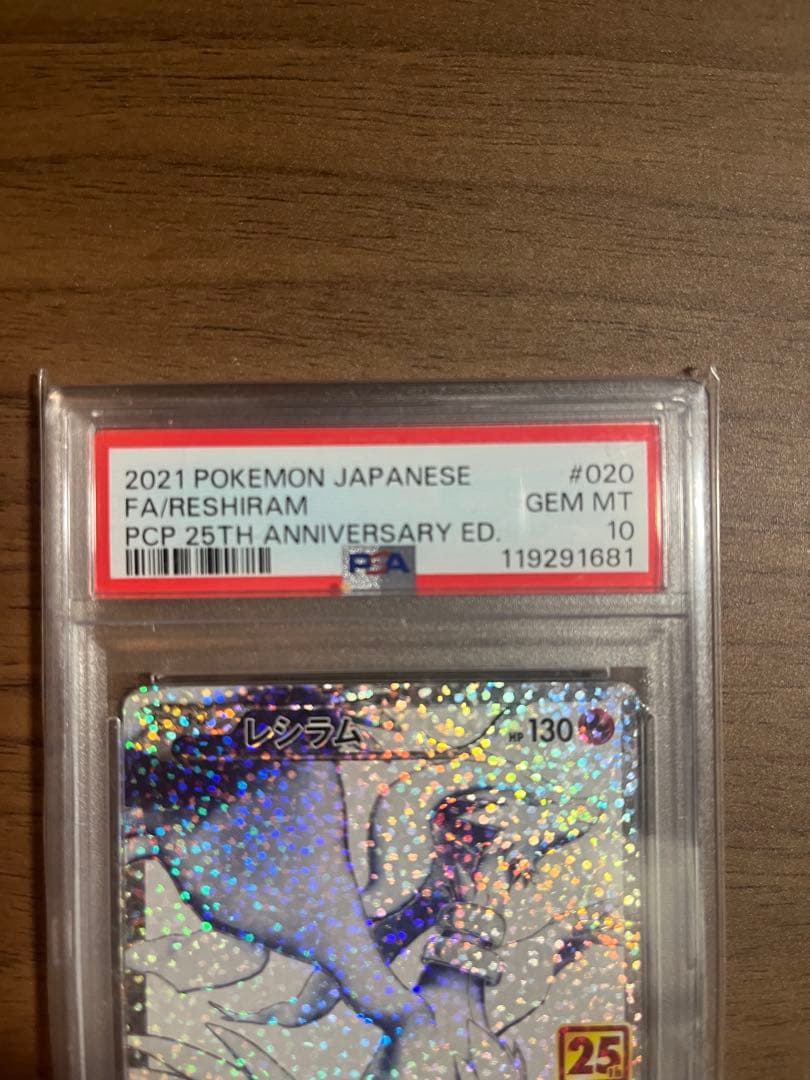 2021 POKEMON JAPANESE #020
FA/RESHIRAM GEM MT
PCP 25TH ANNIVERSARY ED. 10
PSA 119291681
レシラム HP 130
25th